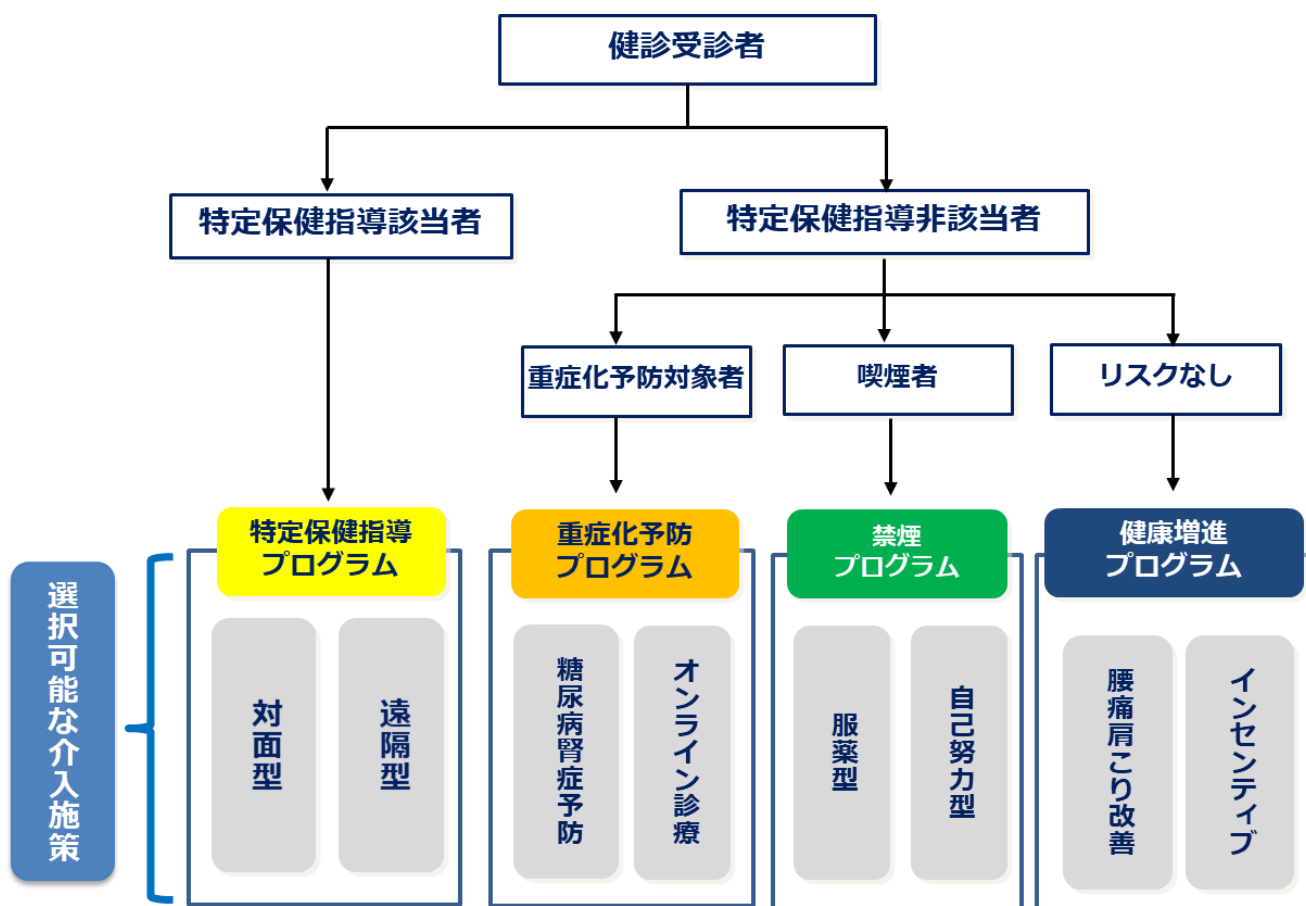 健診受診者
特定保健指導該当者
特定保健指導非該当者
重症化予防対象者
喫煙者
リスクなし
特定保健指導
プログラム
重症化予防
プログラム
禁煙
プログラム
健康増進
プログラム
選択可能な介入施策
対面型
遠隔型
糖尿病腎症予防
オンライン診療
服薬型
自己努力型
腰痛肩こり改善
インセンティブ